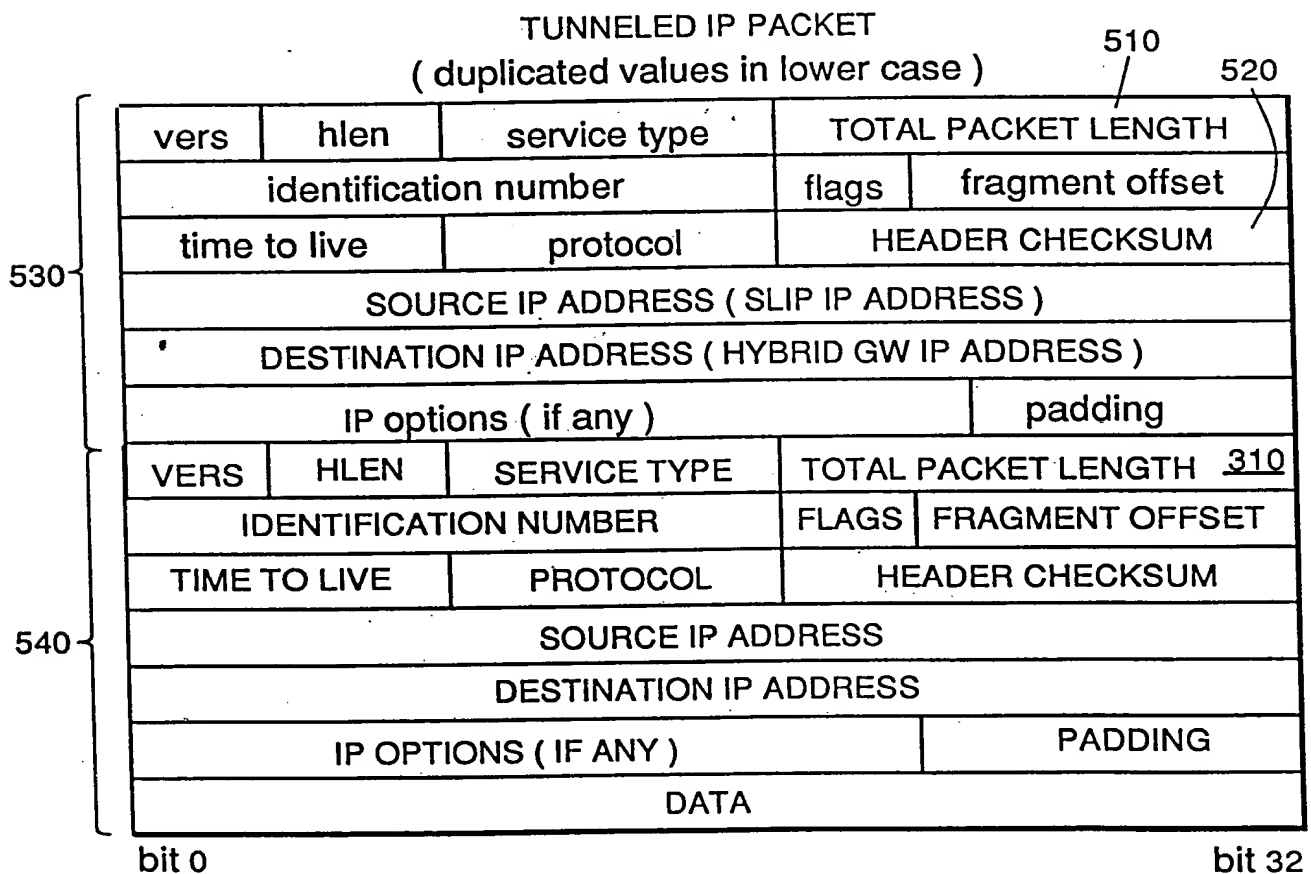 TUNNELED IP PACKET
( duplicated values in lower case )
510
520
vers hlen service type TOTAL PACKET LENGTH
identification number flags fragment offset
time to live protocol HEADER CHECKSUM
530
SOURCE IP ADDRESS ( SLIP IP ADDRESS )
DESTINATION IP ADDRESS ( HYBRID GW IP ADDRESS )
IP options ( if any ) padding
VERS HLEN SERVICE TYPE TOTAL PACKET LENGTH 310
IDENTIFICATION NUMBER FLAGS FRAGMENT OFFSET
TIME TO LIVE PROTOCOL HEADER CHECKSUM
540
SOURCE IP ADDRESS
DESTINATION IP ADDRESS
IP OPTIONS ( IF ANY ) PADDING
DATA
bit 0 bit 32